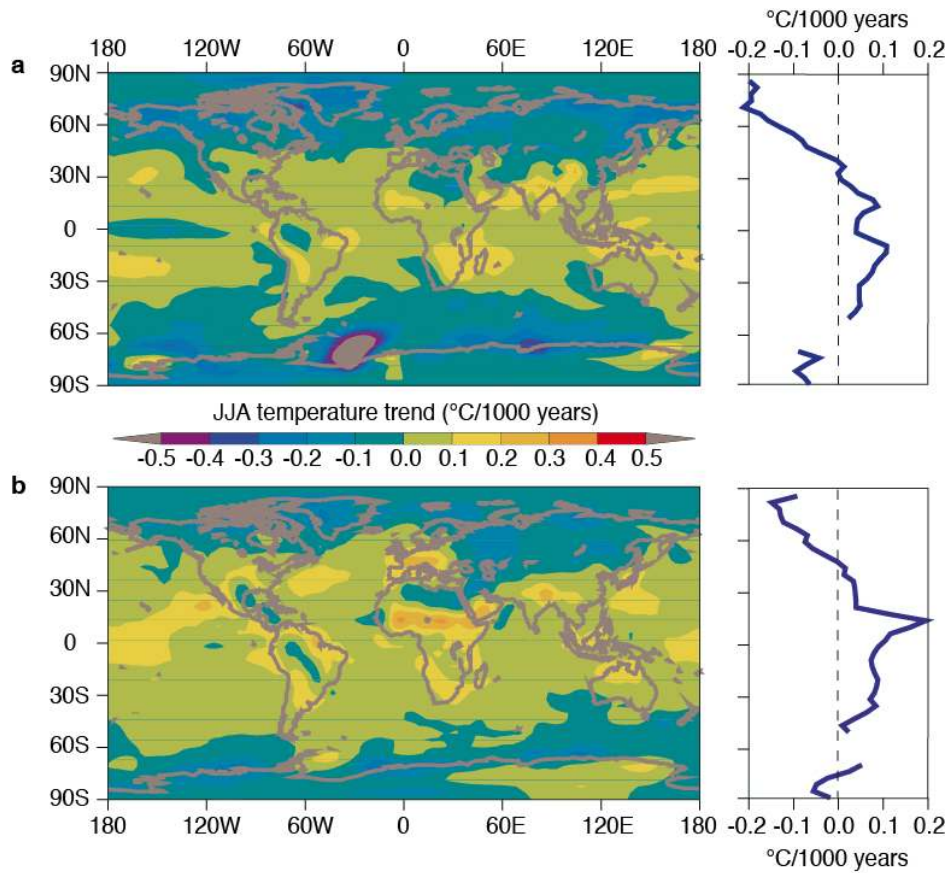 °C/1000 years
180 120W 60W 0 60E 120E 180 -0.2 -0.1 0.0 0.1 0.2
a
90N
60N
30N
0
30S
60S
90S
JJA temperature trend (°C/1000 years)
-0.5 -0.4 -0.3 -0.2 -0.1 0.0 0.1 0.2 0.3 0.4 0.5
b
90N
60N
30N
0
30S
60S
90S
180 120W 60W 0 60E 120E 180 -0.2 -0.1 0.0 0.1 0.2
°C/1000 years